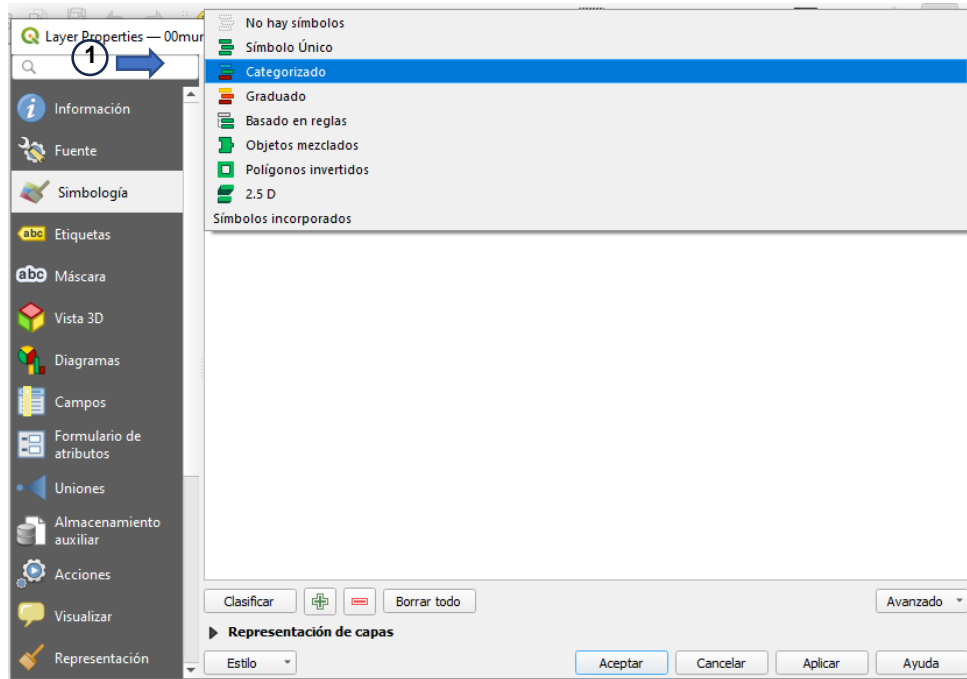 Layer Properties — 00mur
1
No hay símbolos
Símbolo Único
Categorizado
Graduado
Basado en reglas
Objetos mezclados
Polígonos invertidos
2.5 D
Símbolos incorporados
Información
Fuente
Simbología
abc Etiquetas
abc Máscara
Vista 3D
Diagramas
Campos
Formulario de
atributos
Uniones
Almacenamiento
auxiliar
Acciones
Visualizar
Representación
Clasificar Borrar todo Avanzado
Representación de capas
Estilo Aceptar Cancelar Aplicar Ayuda